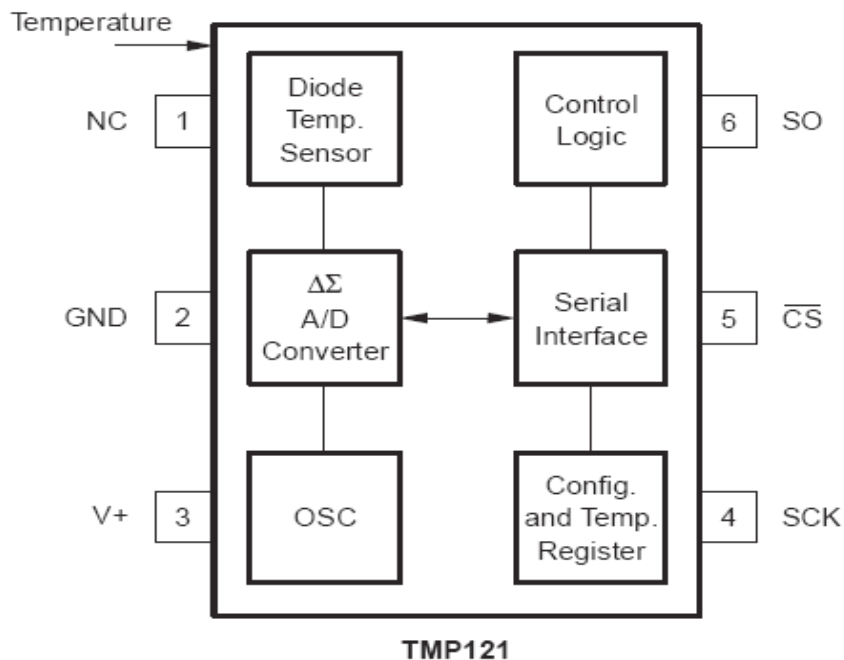 Temperature
NC
1
Diode
Temp.
Sensor
Control
Logic
6
SO
GND
2
ΔΣ
A/D
Converter
Serial
Interface
5
C̅S̅
V+
3
OSC
Config.
and Temp.
Register
4
SCK
TMP121